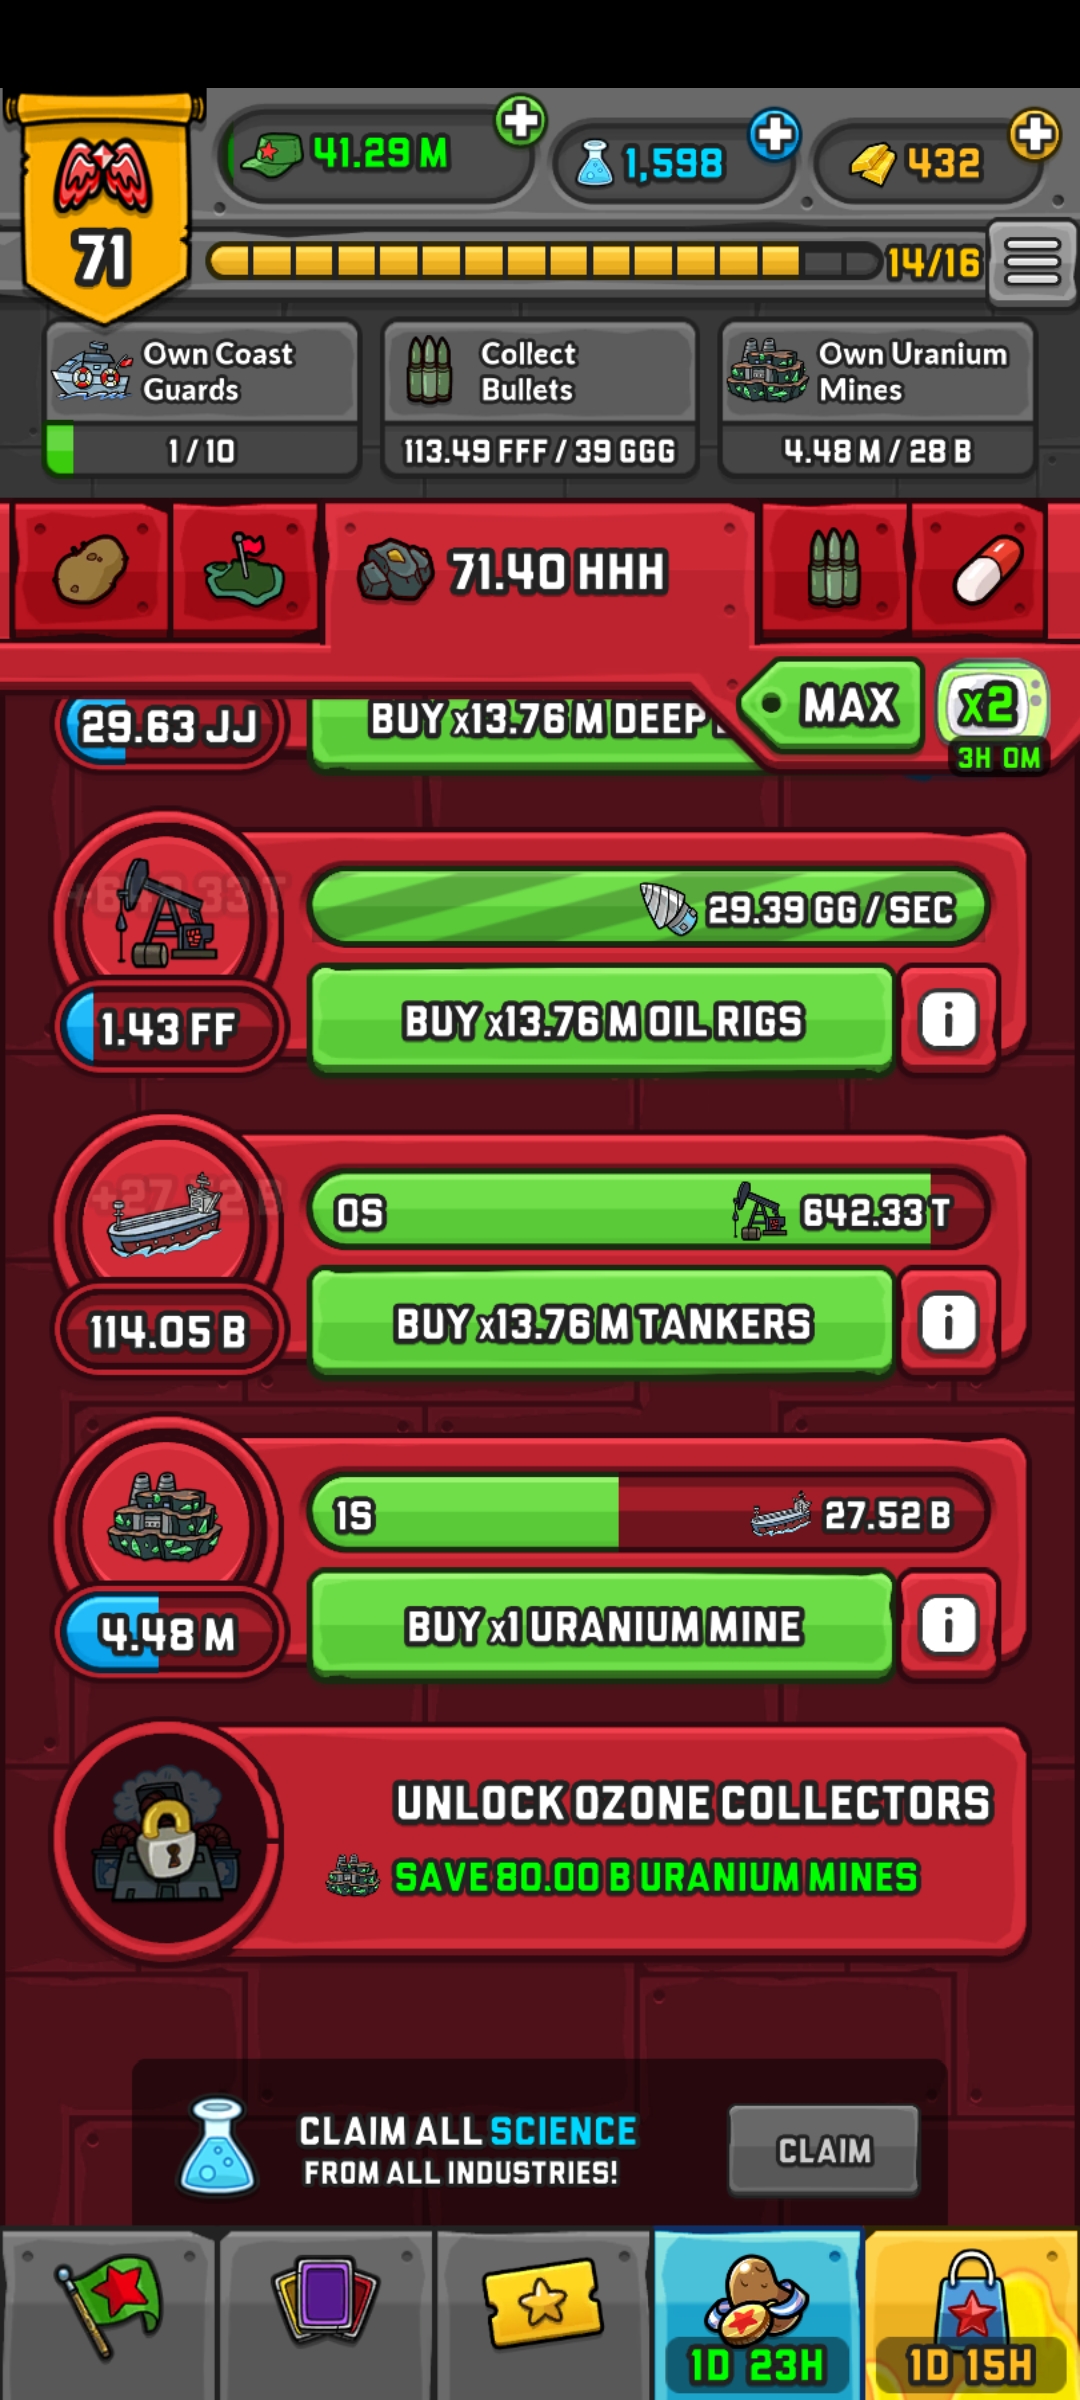 41.29 M
1,598
432
71
14/16
Own Coast
Guards
1 / 10
Collect
Bullets
113.49 FFF / 39 GGG
Own Uranium
Mines
4.48 M / 28 B
71.40 HHH
MAX
x2
3H 0M
29.63 JJ
BUY x13.76 M DEEP
29.39 GG / SEC
1.43 FF
BUY x13.76 M OIL RIGS
0S
642.33 T
114.05 B
BUY x13.76 M TANKERS
1S
27.52 B
4.48 M
BUY x1 URANIUM MINE
UNLOCK OZONE COLLECTORS
SAVE 80.00 B URANIUM MINES
CLAIM ALL SCIENCE
FROM ALL INDUSTRIES!
CLAIM
1D 23H
1D 15H